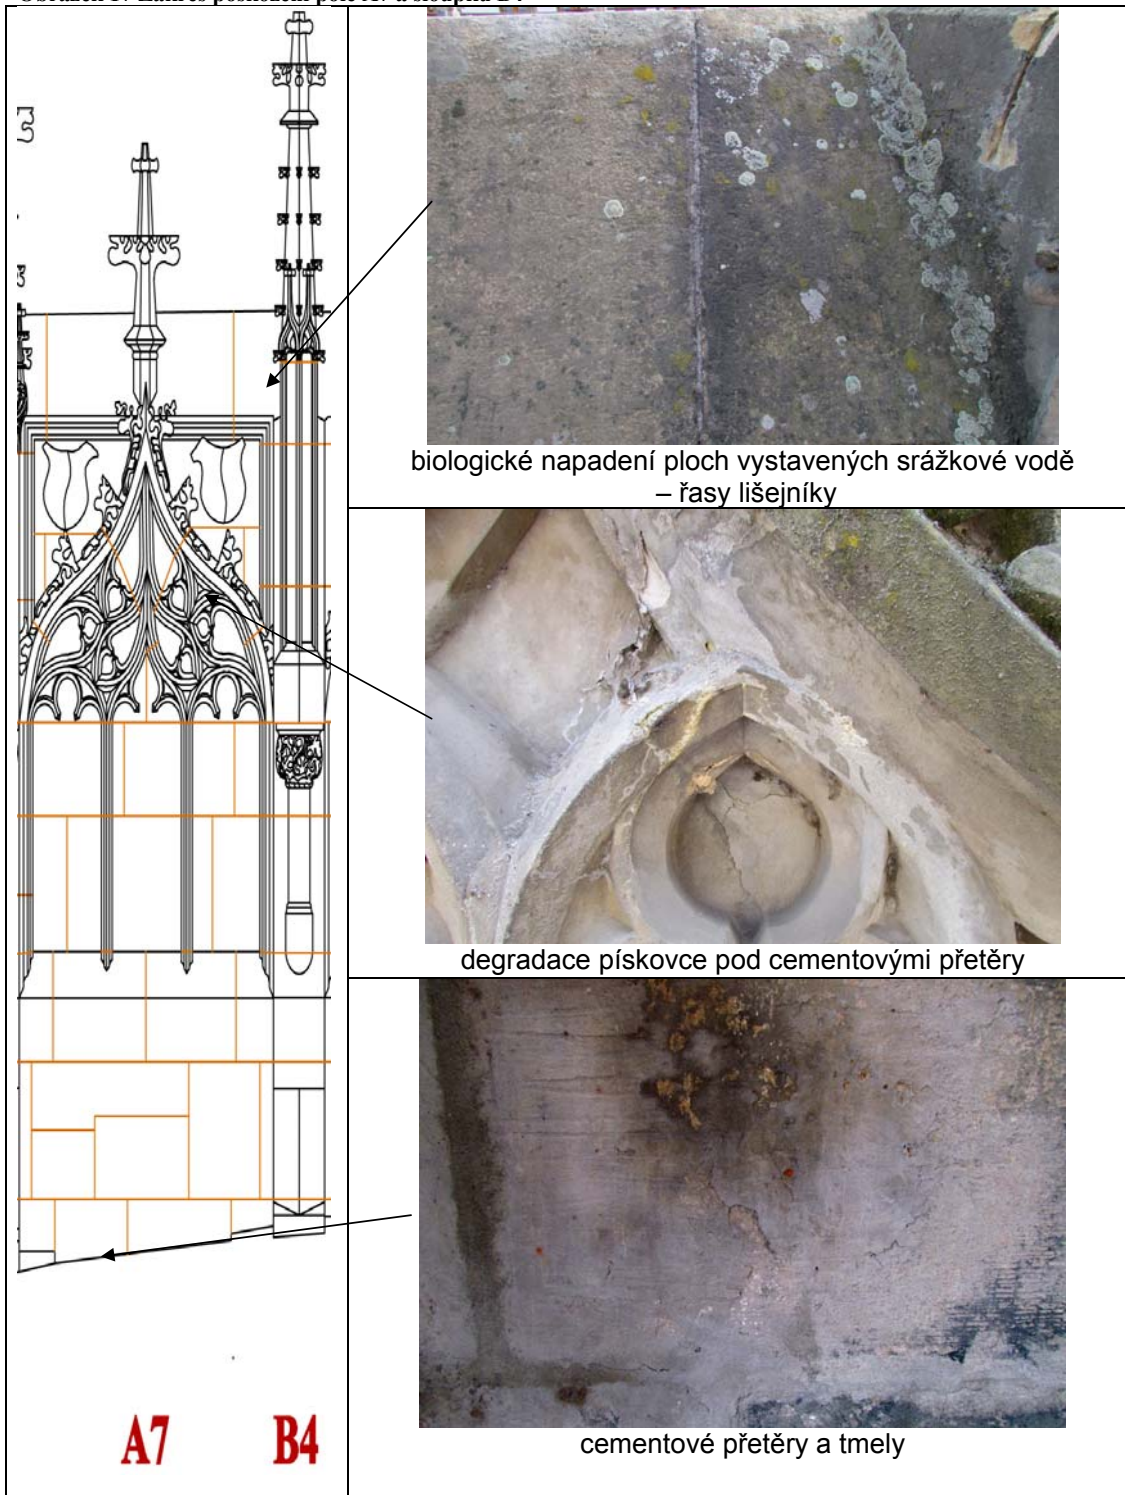 biologické napadení ploch vystavených srážkové vodě
– řasy lišejníky
degradace pískovce pod cementovými přetěry
cementové přetěry a tmely
A7 B4